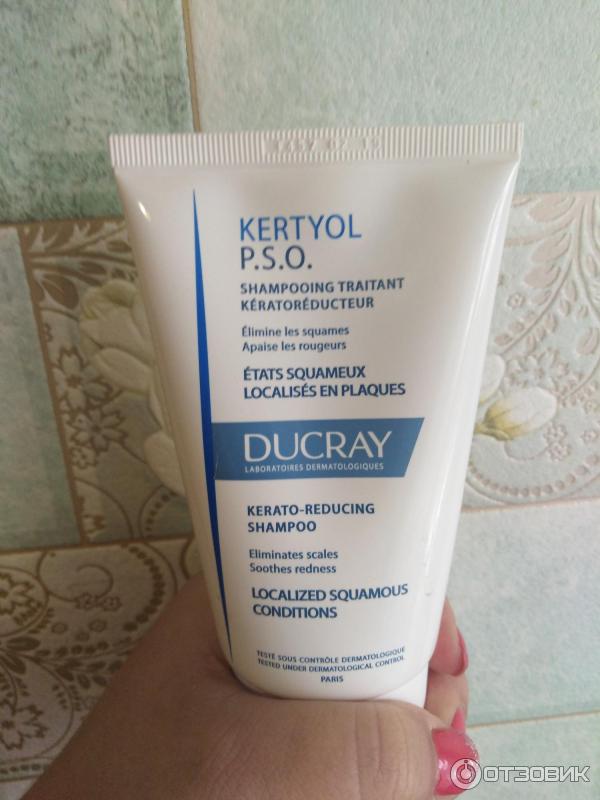 KERTYOL
P.S.O.
SHAMPOOING TRAITANT
KÉRATORÉDUCTEUR
Élimine les squames
Apaise les rougeurs
ÉTATS SQUAMEUX
LOCALISÉS EN PLAQUES
DUCRAY
LABORATOIRES DERMATOLOGIQUES
KERATO-REDUCING
SHAMPOO
Eliminates scales
Soothes redness
LOCALIZED SQUAMOUS
CONDITIONS
TESTÉ SOUS CONTRÔLE DERMATOLOGIQUE
TESTED UNDER DERMATOLOGICAL CONTROL
PARIS
ОТЗОВИК